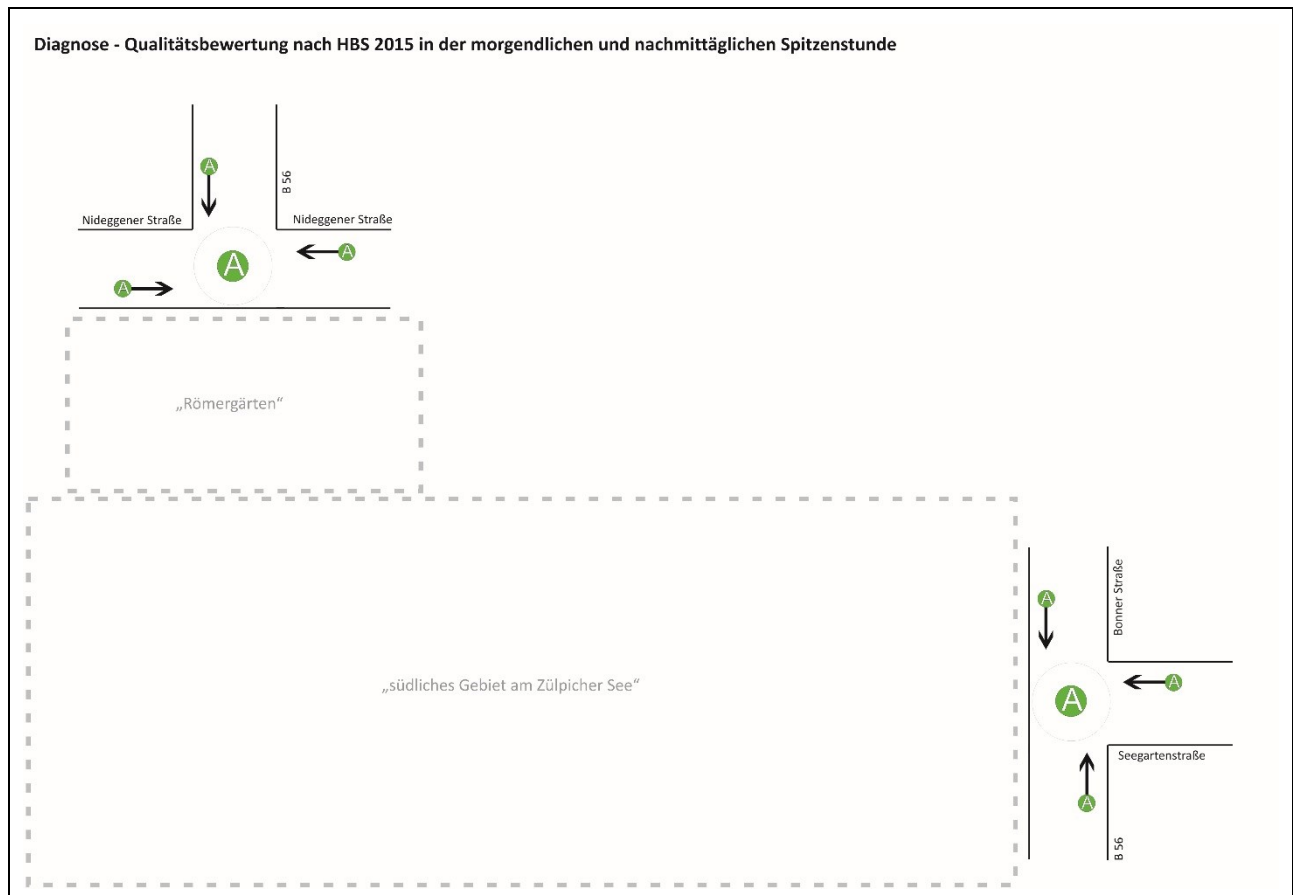 Diagnose - Qualitätsbewertung nach HBS 2015 in der morgendlichen und nachmittäglichen Spitzenstunde
A
B 56
Nideggener Straße
Nideggener Straße
A
A
A
„Römergärten“
„südliches Gebiet am Zülpicher See“
Bonner Straße
A
A
A
Seegartenstraße
A
B 56